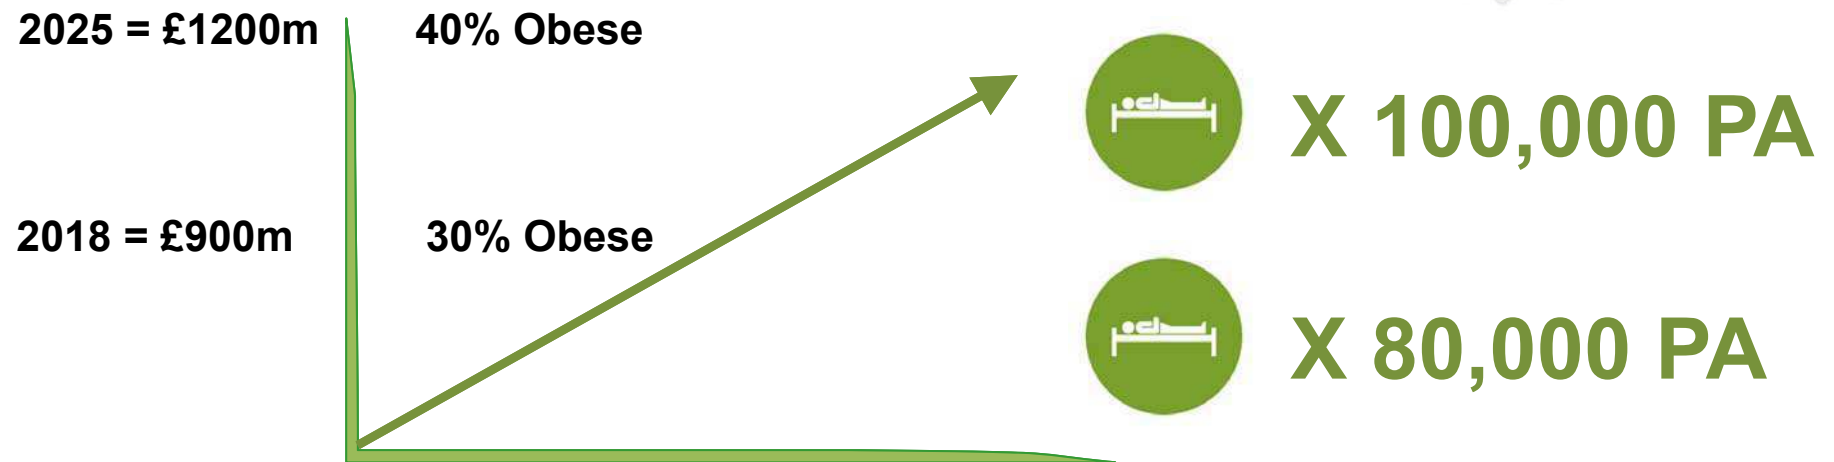 2025 = £1200m
40% Obese
X 100,000 PA
2018 = £900m
30% Obese
X 80,000 PA